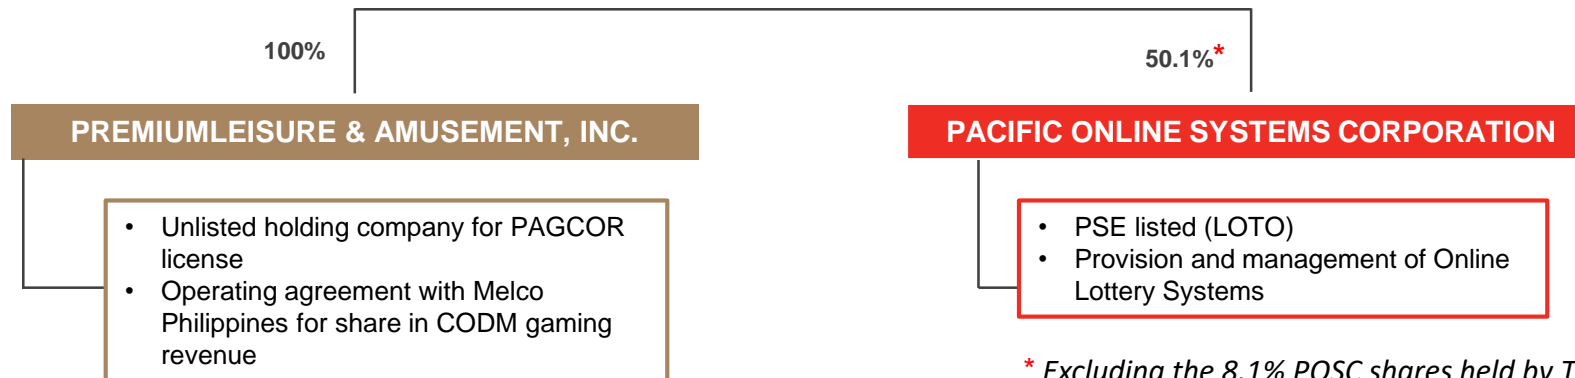 100%
50.1%*
PREMIUMLEISURE & AMUSEMENT, INC.
PACIFIC ONLINE SYSTEMS CORPORATION
• Unlisted holding company for PAGCOR
license
• Operating agreement with Melco
Philippines for share in CODM gaming
revenue
• PSE listed (LOTO)
• Provision and management of Online
Lottery Systems
* Excluding the 8.1% POSC shares held by